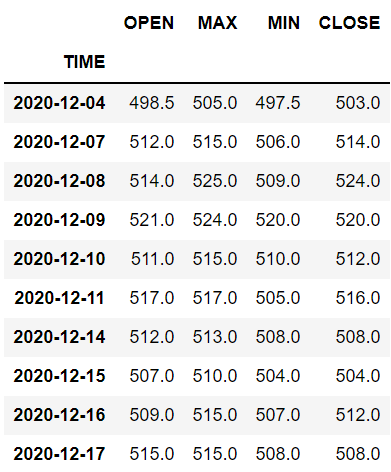 OPEN MAX MIN CLOSE
TIME
2020-12-04 498.5 505.0 497.5 503.0
2020-12-07 512.0 515.0 506.0 514.0
2020-12-08 514.0 525.0 509.0 524.0
2020-12-09 521.0 524.0 520.0 520.0
2020-12-10 511.0 515.0 510.0 512.0
2020-12-11 517.0 517.0 505.0 516.0
2020-12-14 512.0 513.0 508.0 508.0
2020-12-15 507.0 510.0 504.0 504.0
2020-12-16 509.0 515.0 507.0 512.0
2020-12-17 515.0 515.0 508.0 508.0